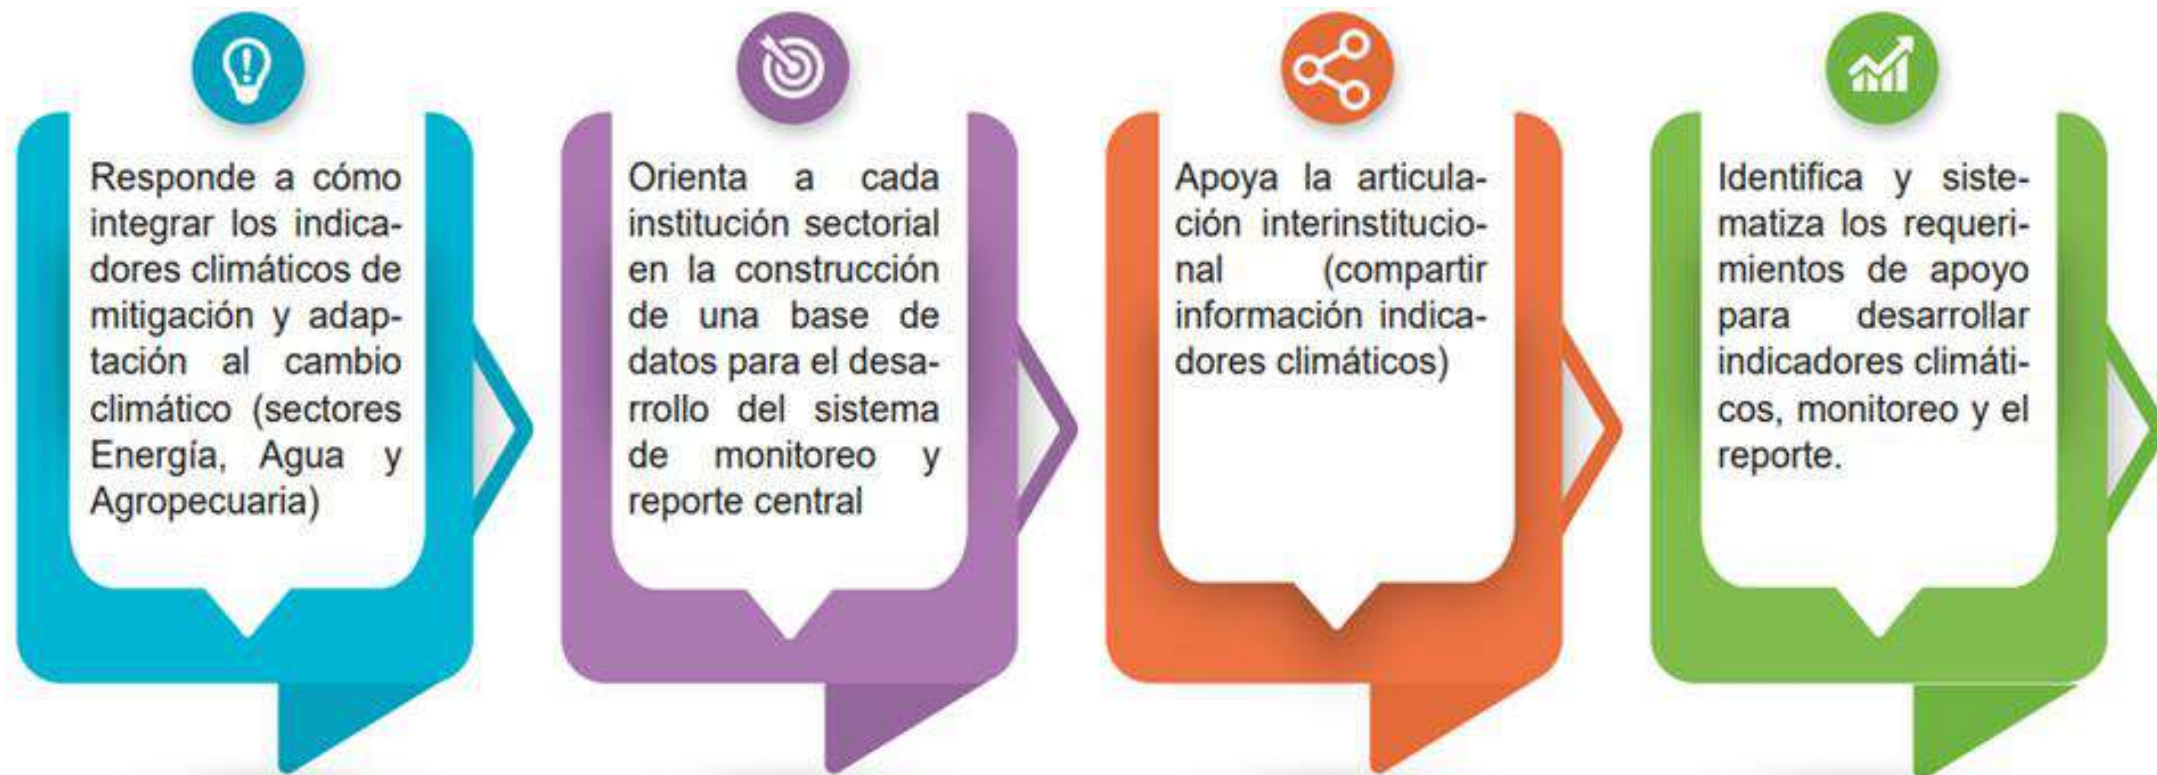 Responde a cómo
integrar los indica-
dores climáticos de
mitigación y adap-
tación al cambio
climático (sectores
Energía, Agua y
Agropecuaria)
Orienta a cada
institución sectorial
en la construcción
de una base de
datos para el desa-
rrollo del sistema
de monitoreo y
reporte central
Apoya la articula-
ción interinstitucio-
nal (compartir
información indica-
dores climáticos)
Identifica y siste-
matiza los requeri-
mientos de apoyo
para desarrollar
indicadores climáti-
cos, monitoreo y el
reporte.